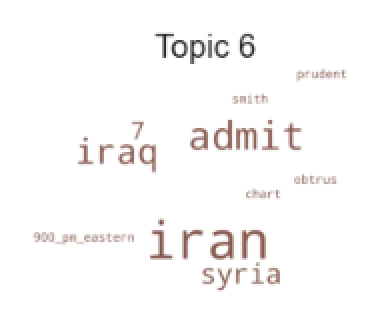 Topic 6
prudent
smith
7
admit
iraq
obtrus
chart
900_pm_eastern
iran
syria